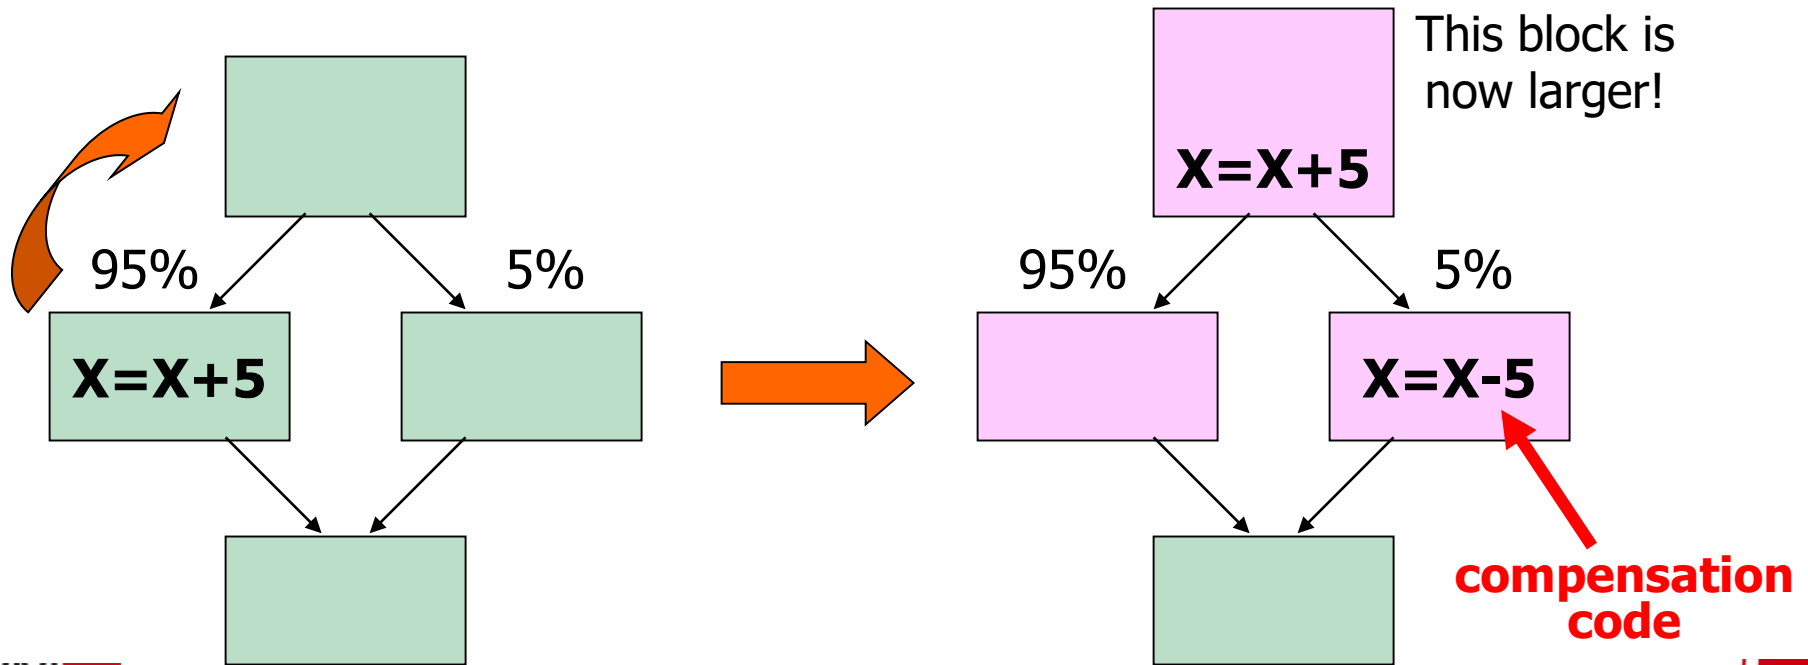 This block is
now larger!
X=X+5
95%
5%
95%
5%
X=X+5
X=X-5
compensation
code